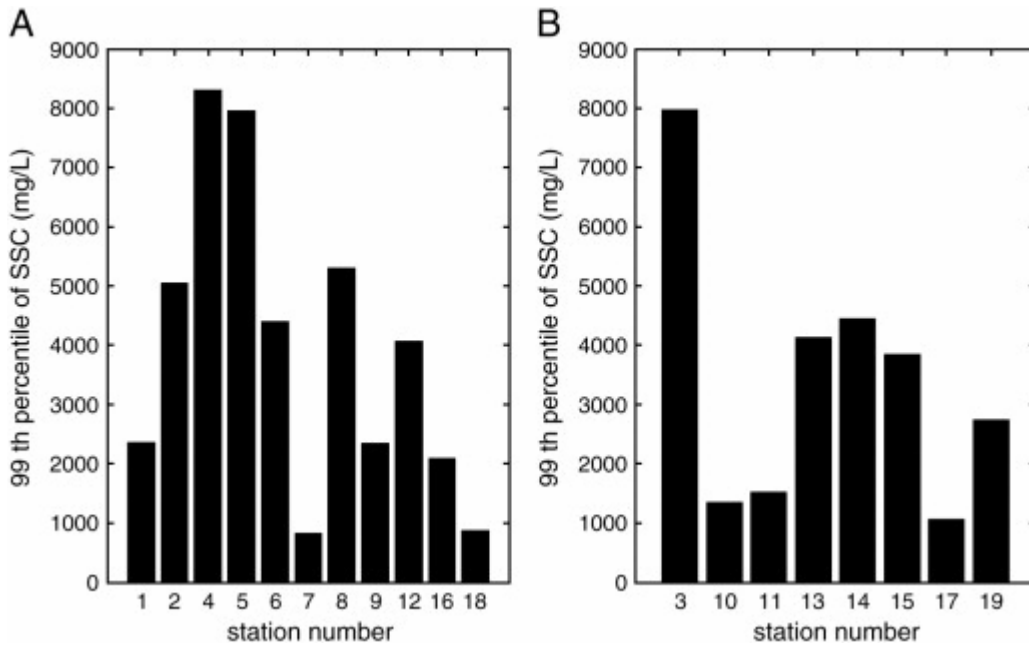 A
99 th percentile of SSC (mg/L)
9000
8000
7000
6000
5000
4000
3000
2000
1000
0
1 2 4 5 6 7 8 9 12 16 18
station number
B
99 th percentile of SSC (mg/L)
9000
8000
7000
6000
5000
4000
3000
2000
1000
0
3 10 11 13 14 15 17 19
station number